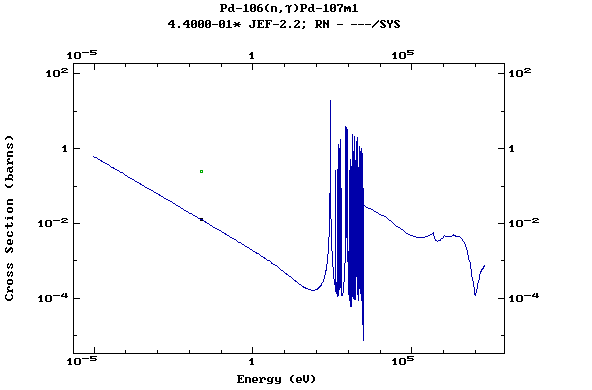 Pd-106(n,γ)Pd-107m1
4.4000-01* JEF-2.2; RN - ---/SYS
10-5 1 105
102 102
1 1
10-2 10-2
10-4 10-4
Cross Section (barns)
10-5 1 105
Energy (eV)